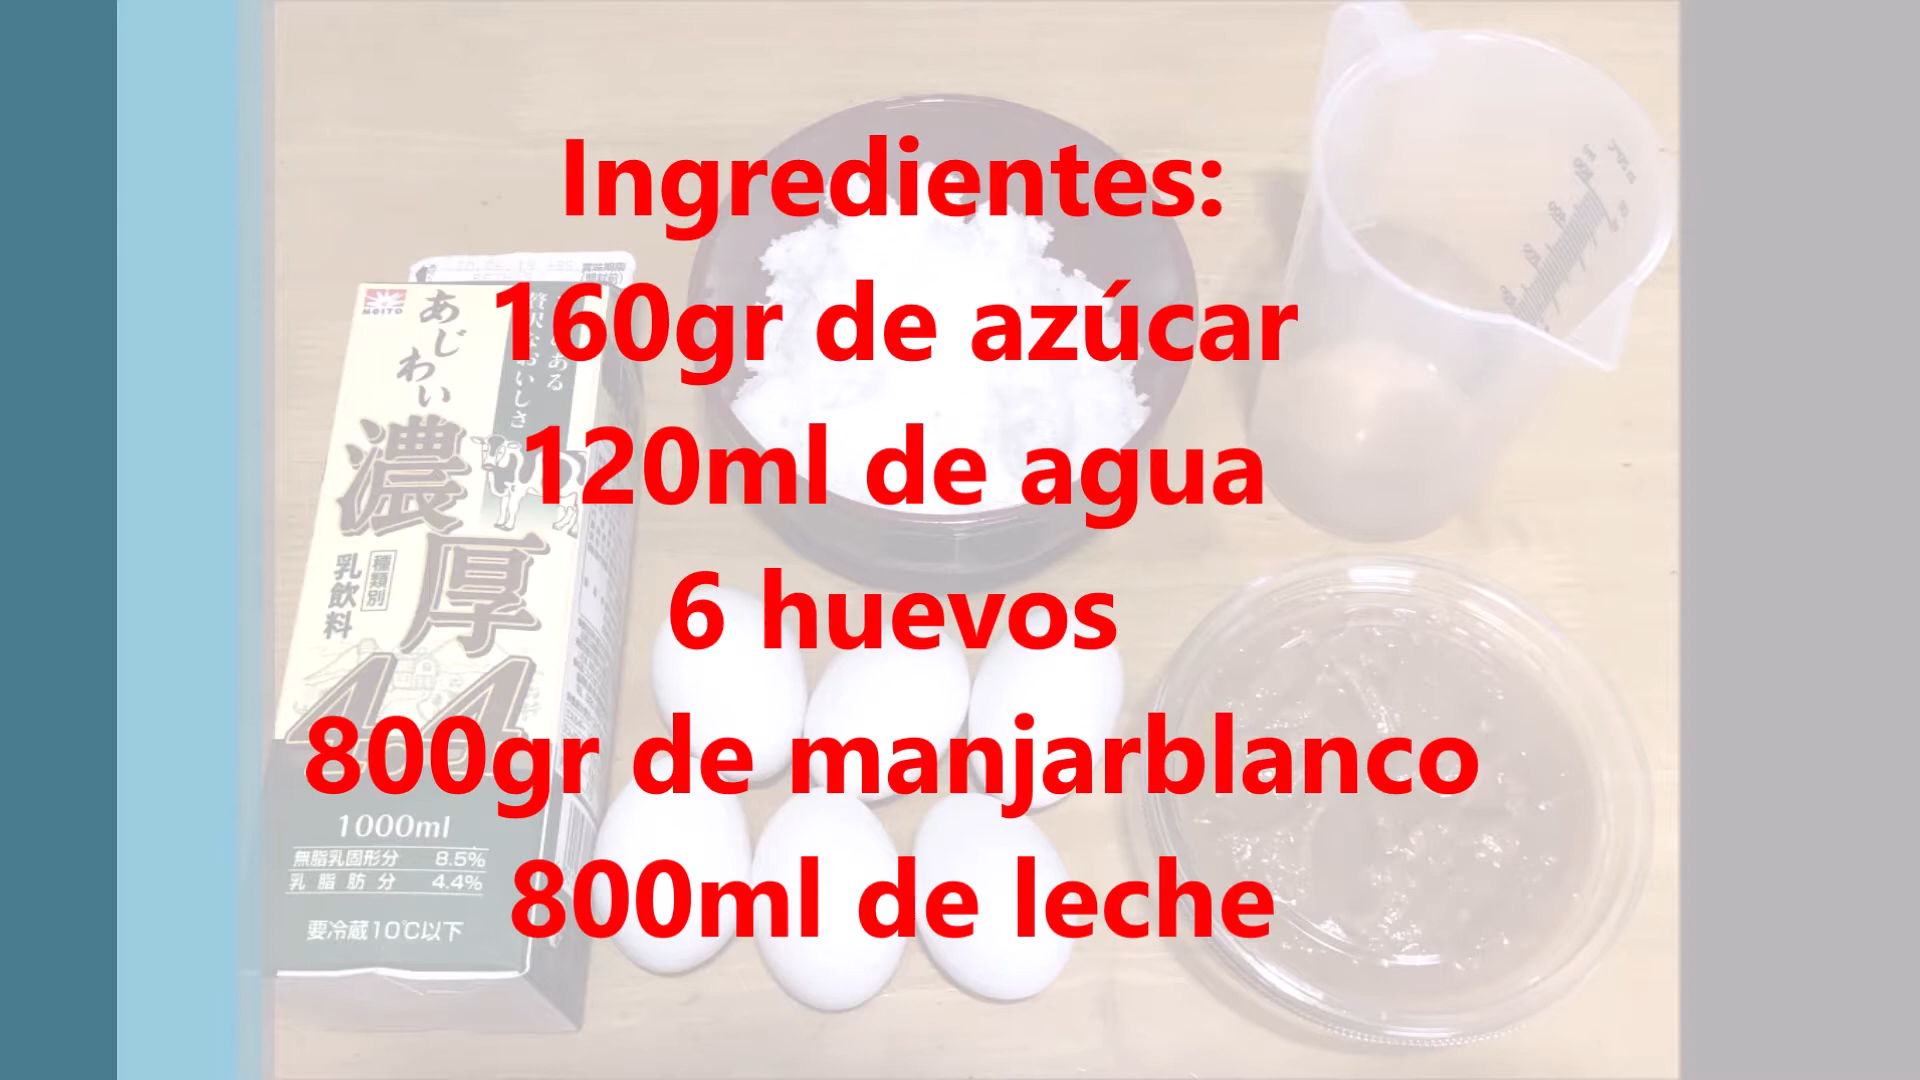 Ingredientes:
160gr de azúcar
120ml de agua
6 huevos
800gr de manjarblanco
800ml de leche
MEITO
あじわい
濃厚
種類別
乳飲料
4.4
1000ml
無脂乳固形分 8.5%
乳脂肪分 4.4%
要冷蔵10℃以下